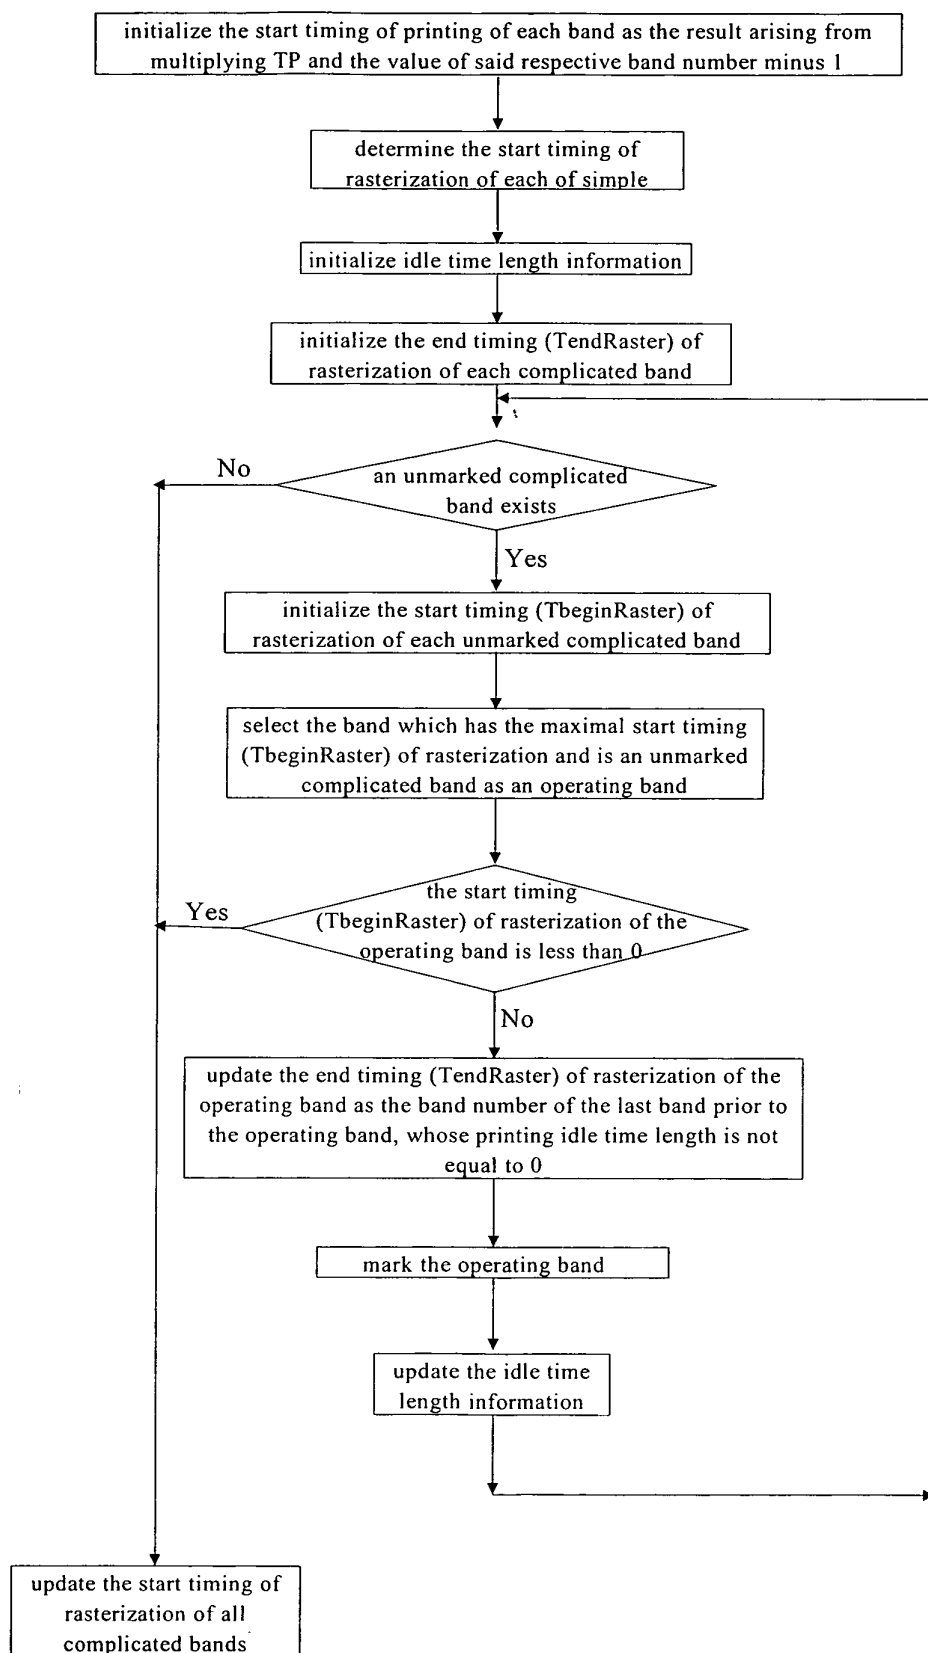 initialize the start timing of printing of each band as the result arising from
multiplying TP and the value of said respective band number minus 1
determine the start timing of
rasterization of each of simple
initialize idle time length information
initialize the end timing (TendRaster) of
rasterization of each complicated band
No
an unmarked complicated
band exists
Yes
initialize the start timing (TbeginRaster) of
rasterization of each unmarked complicated band
select the band which has the maximal start timing
(TbeginRaster) of rasterization and is an unmarked
complicated band as an operating band
the start timing
Yes
(TbeginRaster) of rasterization of the
operating band is less than 0
No
update the end timing (TendRaster) of rasterization of the
operating band as the band number of the last band prior to
the operating band, whose printing idle time length is not
equal to 0
mark the operating band
update the idle time
length information
update the start timing of
rasterization of all
complicated bands